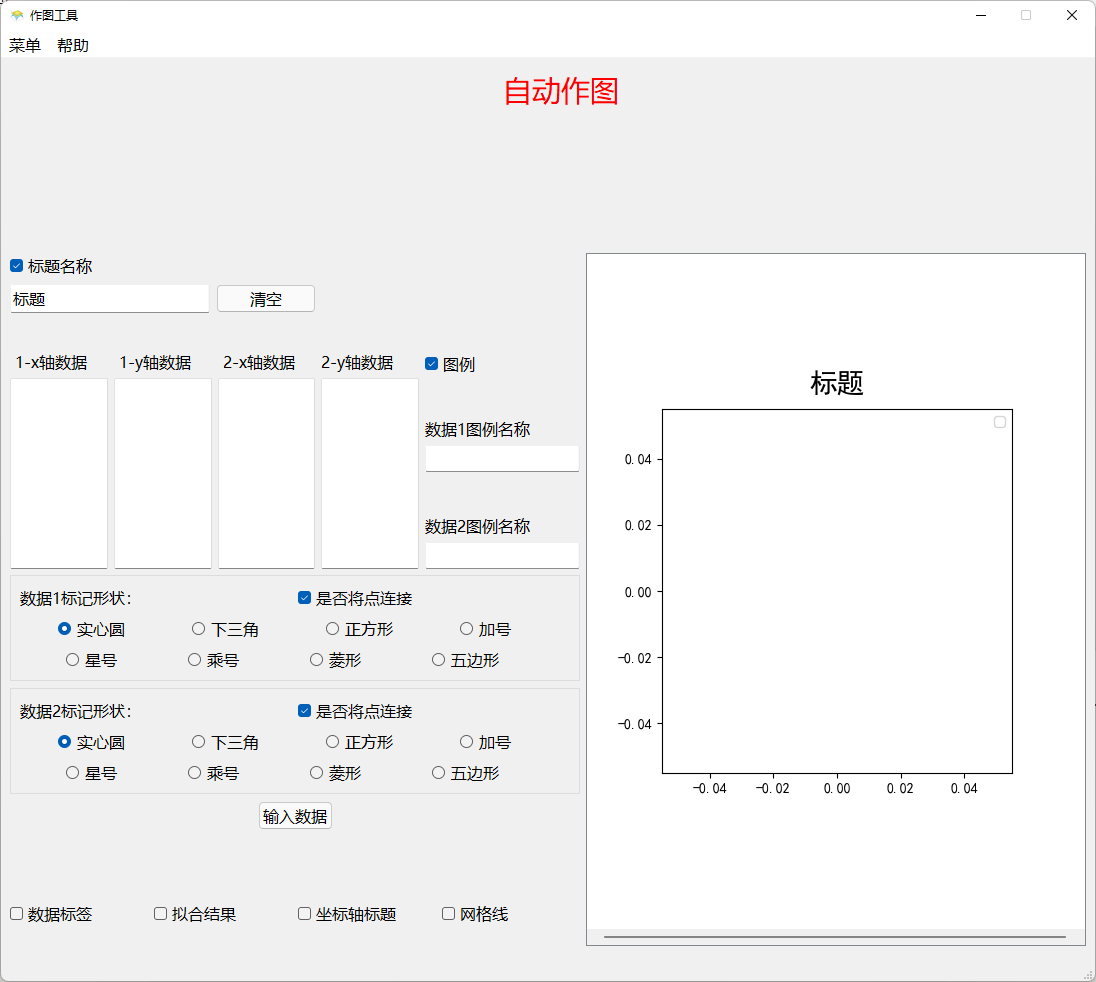 作图工具
菜单 帮助
自动作图
标题名称
标题 清空
1-x轴数据 1-y轴数据 2-x轴数据 2-y轴数据 图例
数据1图例名称
数据2图例名称
数据1标记形状: 是否将点连接
实心圆 下三角 正方形 加号
星号 乘号 菱形 五边形
数据2标记形状: 是否将点连接
实心圆 下三角 正方形 加号
星号 乘号 菱形 五边形
输入数据
数据标签 拟合结果 坐标轴标题 网格线
标题
0.04
0.02
0.00
-0.02
-0.04
-0.04 -0.02 0.00 0.02 0.04